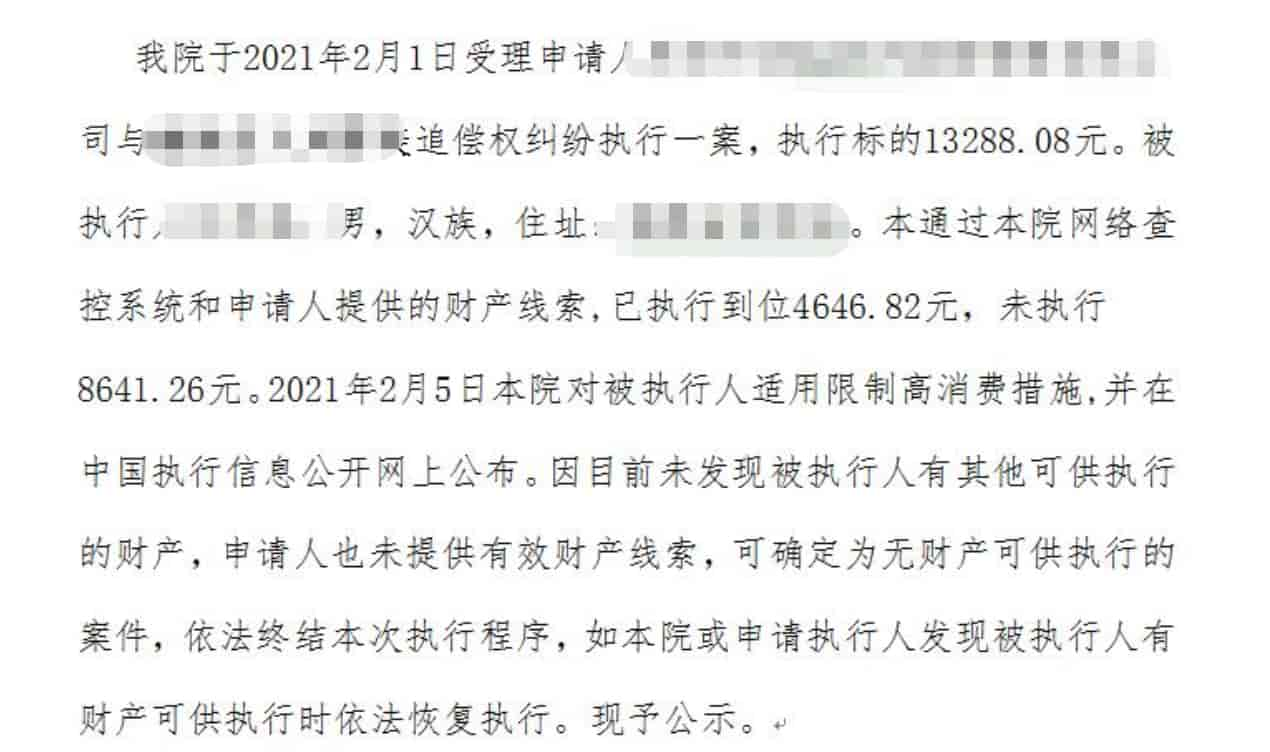 我院于2021年2月1日受理申请人
司与追偿权纠纷执行一案，执行标的13288.08元。被
执行 男，汉族，住址：。本通过本院网络查
控系统和申请人提供的财产线索,已执行到位4646.82元，未执行
8641.26元。2021年2月5日本院对被执行人适用限制高消费措施,并在
中国执行信息公开网上公布。因目前未发现被执行人有其他可供执行
的财产，申请人也未提供有效财产线索，可确定为无财产可供执行的
案件，依法终结本次执行程序，如本院或申请执行人发现被执行人有
财产可供执行时依法恢复执行。现予公示。